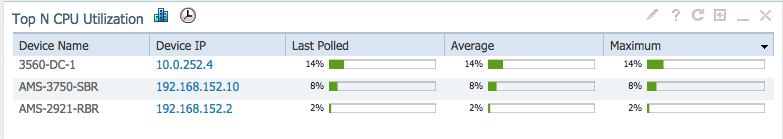 Top N CPU Utilization
Device Name Device IP Last Polled Average Maximum
3560-DC-1 10.0.252.4 14% 14% 14%
AMS-3750-SBR 192.168.152.10 8% 8% 8%
AMS-2921-RBR 192.168.152.2 2% 2% 2%